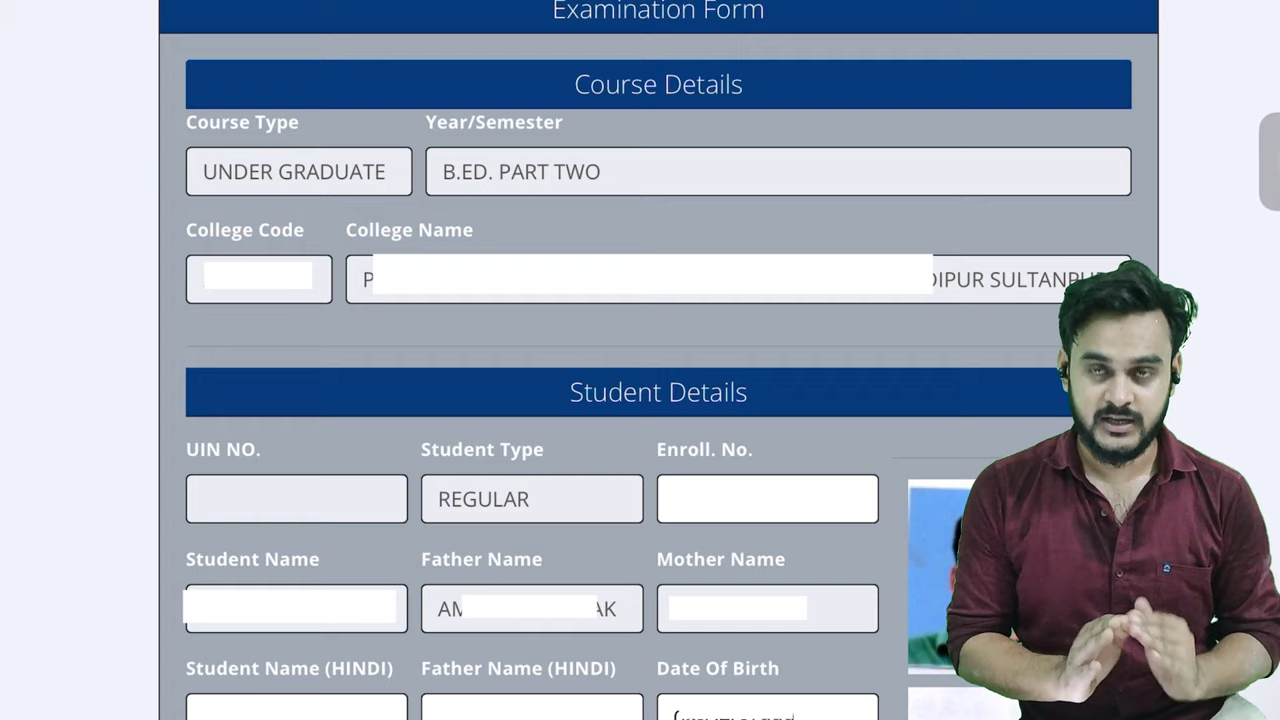 Examination Form
Course Details
Course Type Year/Semester
UNDER GRADUATE B.ED. PART TWO
College Code College Name
P DIPUR SULTANPUR
Student Details
UIN NO. Student Type Enroll. No.
REGULAR
Student Name Father Name Mother Name
AM AK
Student Name (HINDI) Father Name (HINDI) Date Of Birth